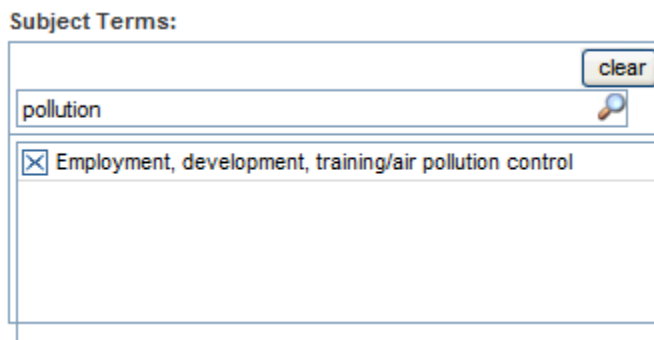 Subject Terms:
clear
pollution
Employment, development, training/air pollution control